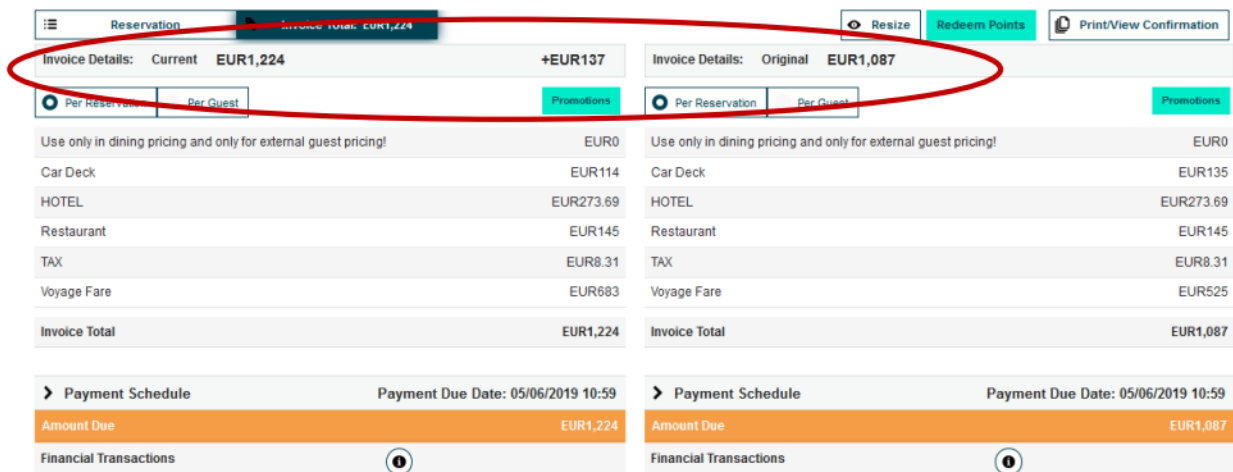 Reservation Invoice Total: EUR1,224 Resize Redeem Points Print/View Confirmation
Invoice Details: Current EUR1,224 +EUR137 Invoice Details: Original EUR1,087
Per Reservation Per Guest Promotions Per Reservation Per Guest Promotions
Use only in dining pricing and only for external guest pricing! EUR0 Use only in dining pricing and only for external guest pricing! EUR0
Car Deck EUR114 Car Deck EUR135
HOTEL EUR273.69 HOTEL EUR273.69
Restaurant EUR145 Restaurant EUR145
TAX EUR8.31 TAX EUR8.31
Voyage Fare EUR683 Voyage Fare EUR525
Invoice Total EUR1,224 Invoice Total EUR1,087
Payment Schedule Payment Due Date: 05/06/2019 10:59 Payment Schedule Payment Due Date: 05/06/2019 10:59
Amount Due EUR1,224 Amount Due EUR1,087
Financial Transactions Financial Transactions